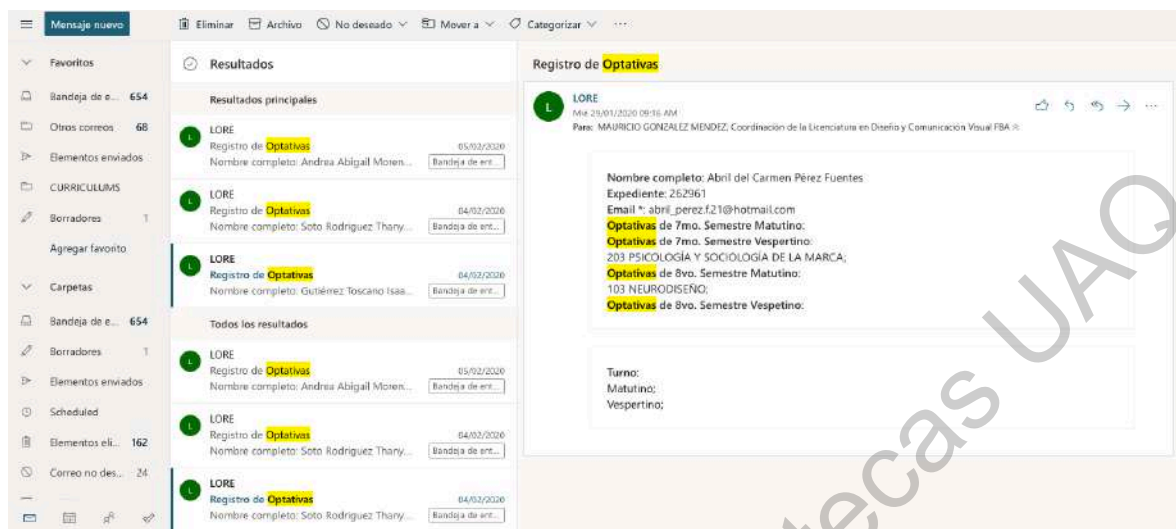 Mensaje nuevo
Eliminar Archivo No deseado Mover a Categorizar ...
Favoritos
Bandeja de e... 654
Otros correos 68
Elementos enviados
CURRICULUMS
Borradores 1
Agregar favorito
Carpetas
Bandeja de e... 654
Borradores 1
Elementos enviados
Scheduled
Elementos eli... 162
Correo no des... 24
Resultados
Resultados principales
L
LORE
Registro de Optativas 05/02/2020
Nombre completo: Andrea Abigail Moren... Bandeja de ent...
L
LORE
Registro de Optativas 04/02/2020
Nombre completo: Soto Rodriguez Thany... Bandeja de ent...
L
LORE
Registro de Optativas 04/02/2020
Nombre completo: Gutiérrez Toscano Isaa... Bandeja de ent...
Todos los resultados
L
LORE
Registro de Optativas 05/02/2020
Nombre completo: Andrea Abigail Moren... Bandeja de ent...
L
LORE
Registro de Optativas 04/02/2020
Nombre completo: Soto Rodriguez Thany... Bandeja de ent...
L
LORE
Registro de Optativas 04/02/2020
Nombre completo: Soto Rodriguez Thany... Bandeja de ent...
Registro de Optativas
L
LORE
Mié 29/01/2020 09:16 AM
Para: MAURICIO GONZALEZ MENDEZ; Coordinación de la Licenciatura en Diseño y Comunicación Visual FBA
Nombre completo: Abril del Carmen Pérez Fuentes
Expediente: 262961
Email *: abril_perez.f.21@hotmail.com
Optativas de 7mo. Semestre Matutino:
Optativas de 7mo. Semestre Vespertino:
203 PSICOLOGÍA Y SOCIOLOGÍA DE LA MARCA;
Optativas de 8vo. Semestre Matutino:
103 NEURODISEÑO;
Optativas de 8vo. Semestre Vespetino:
Turno:
Matutino;
Vespertino;
tecas UAQ